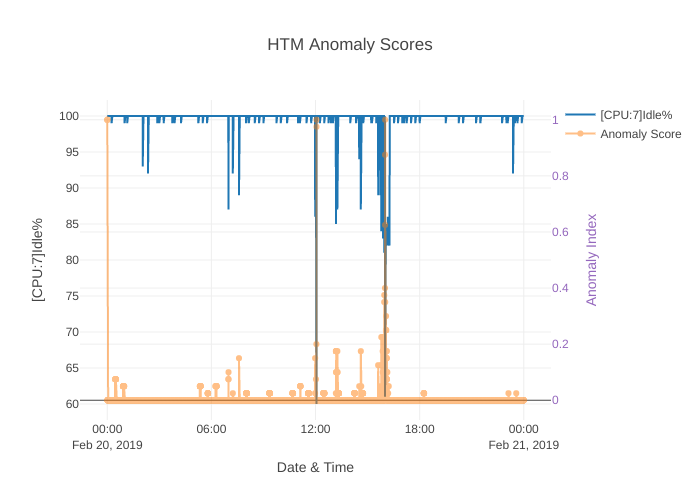 HTM Anomaly Scores
[CPU:7]Idle%
Anomaly Score
100
95
90
85
80
75
70
65
60
[CPU:7]Idle%
1
0.8
0.6
0.4
0.2
0
Anomaly Index
00:00 06:00 12:00 18:00 00:00
Feb 20, 2019 Feb 21, 2019
Date & Time